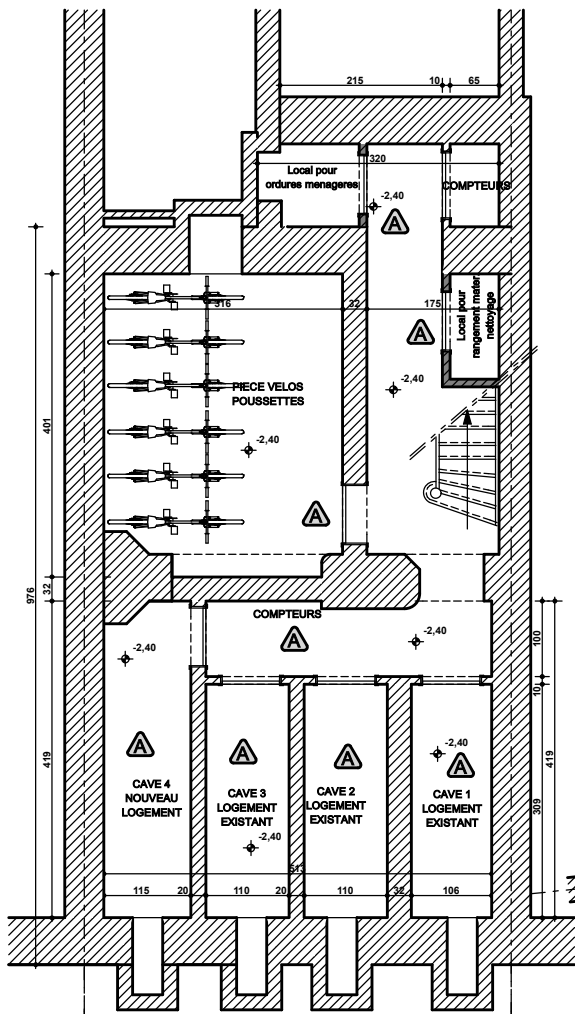 215
10
65
320
Local pour
ordures menageres
COMPTEURS
-2,40
A
316
32
175
Local pour
rangement mater.
nettoyage
A
PIECE VELOS
POUSSETTES
-2,40
-2,40
401
A
32
976
COMPTEURS
A
-2,40
-2,40
100
10
419
419
309
A
CAVE 4
NOUVEAU
LOGEMENT
A
CAVE 3
LOGEMENT
EXISTANT
-2,40
A
CAVE 2
LOGEMENT
EXISTANT
-2,40
A
CAVE 1
LOGEMENT
EXISTANT
513
115
20
110
20
110
32
106